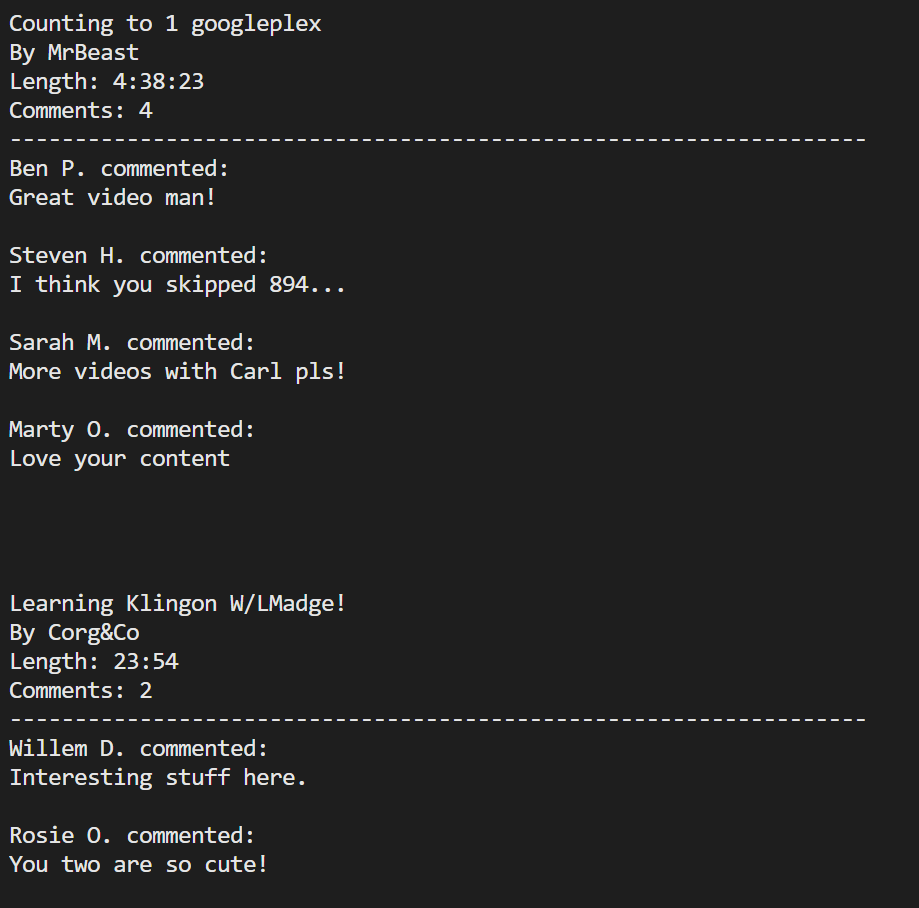 Counting to 1 googleplex
By MrBeast
Length: 4:38:23
Comments: 4
------------------------------------------------------------------
Ben P. commented:
Great video man!
Steven H. commented:
I think you skipped 894...
Sarah M. commented:
More videos with Carl pls!
Marty O. commented:
Love your content
Learning Klingon W/LMadge!
By Corg&Co
Length: 23:54
Comments: 2
------------------------------------------------------------------
Willem D. commented:
Interesting stuff here.
Rosie O. commented:
You two are so cute!